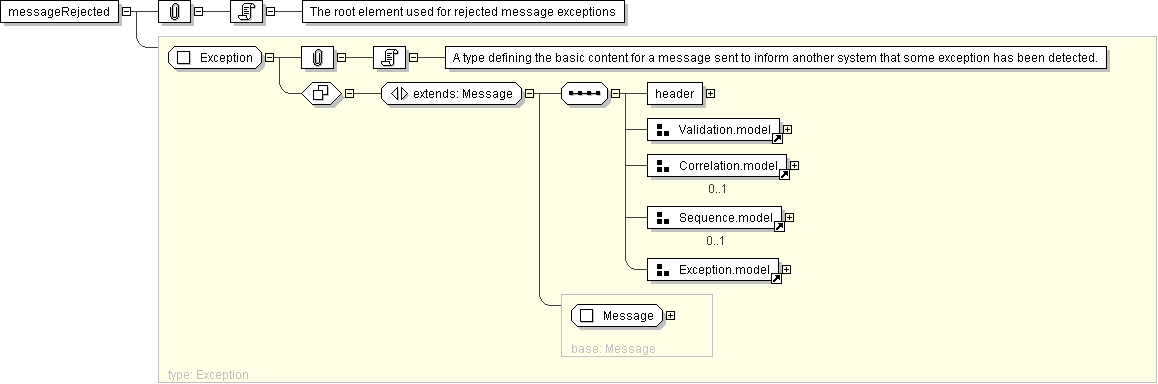 messageRejected
The root element used for rejected message exceptions
Exception
A type defining the basic content for a message sent to inform another system that some exception has been detected.
extends: Message
header
Validation.model
Correlation.model
0..1
Sequence.model
0..1
Exception.model
Message
base: Message
type: Exception